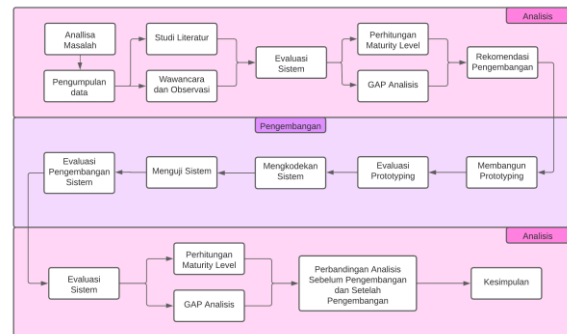 Analisis
Anallisa
Masalah
Pengumpulan
data
Studi Literatur
Wawancara
dan Observasi
Evaluasi
Sistem
Perhitungan
Maturity Level
GAP Analisis
Rekomendasi
Pengembangan
Pengembangan
Evaluasi
Pengembangan
Sistem
Menguji Sistem
Mengkodekan
Sistem
Evaluasi
Prototyping
Membangun
Prototyping
Analisis
Evaluasi
Sistem
Perhitungan
Maturity Level
GAP Analisis
Perbandingan Analisis
Sebelum Pengembangan
dan Setelah
Pengembangan
Kesimpulan